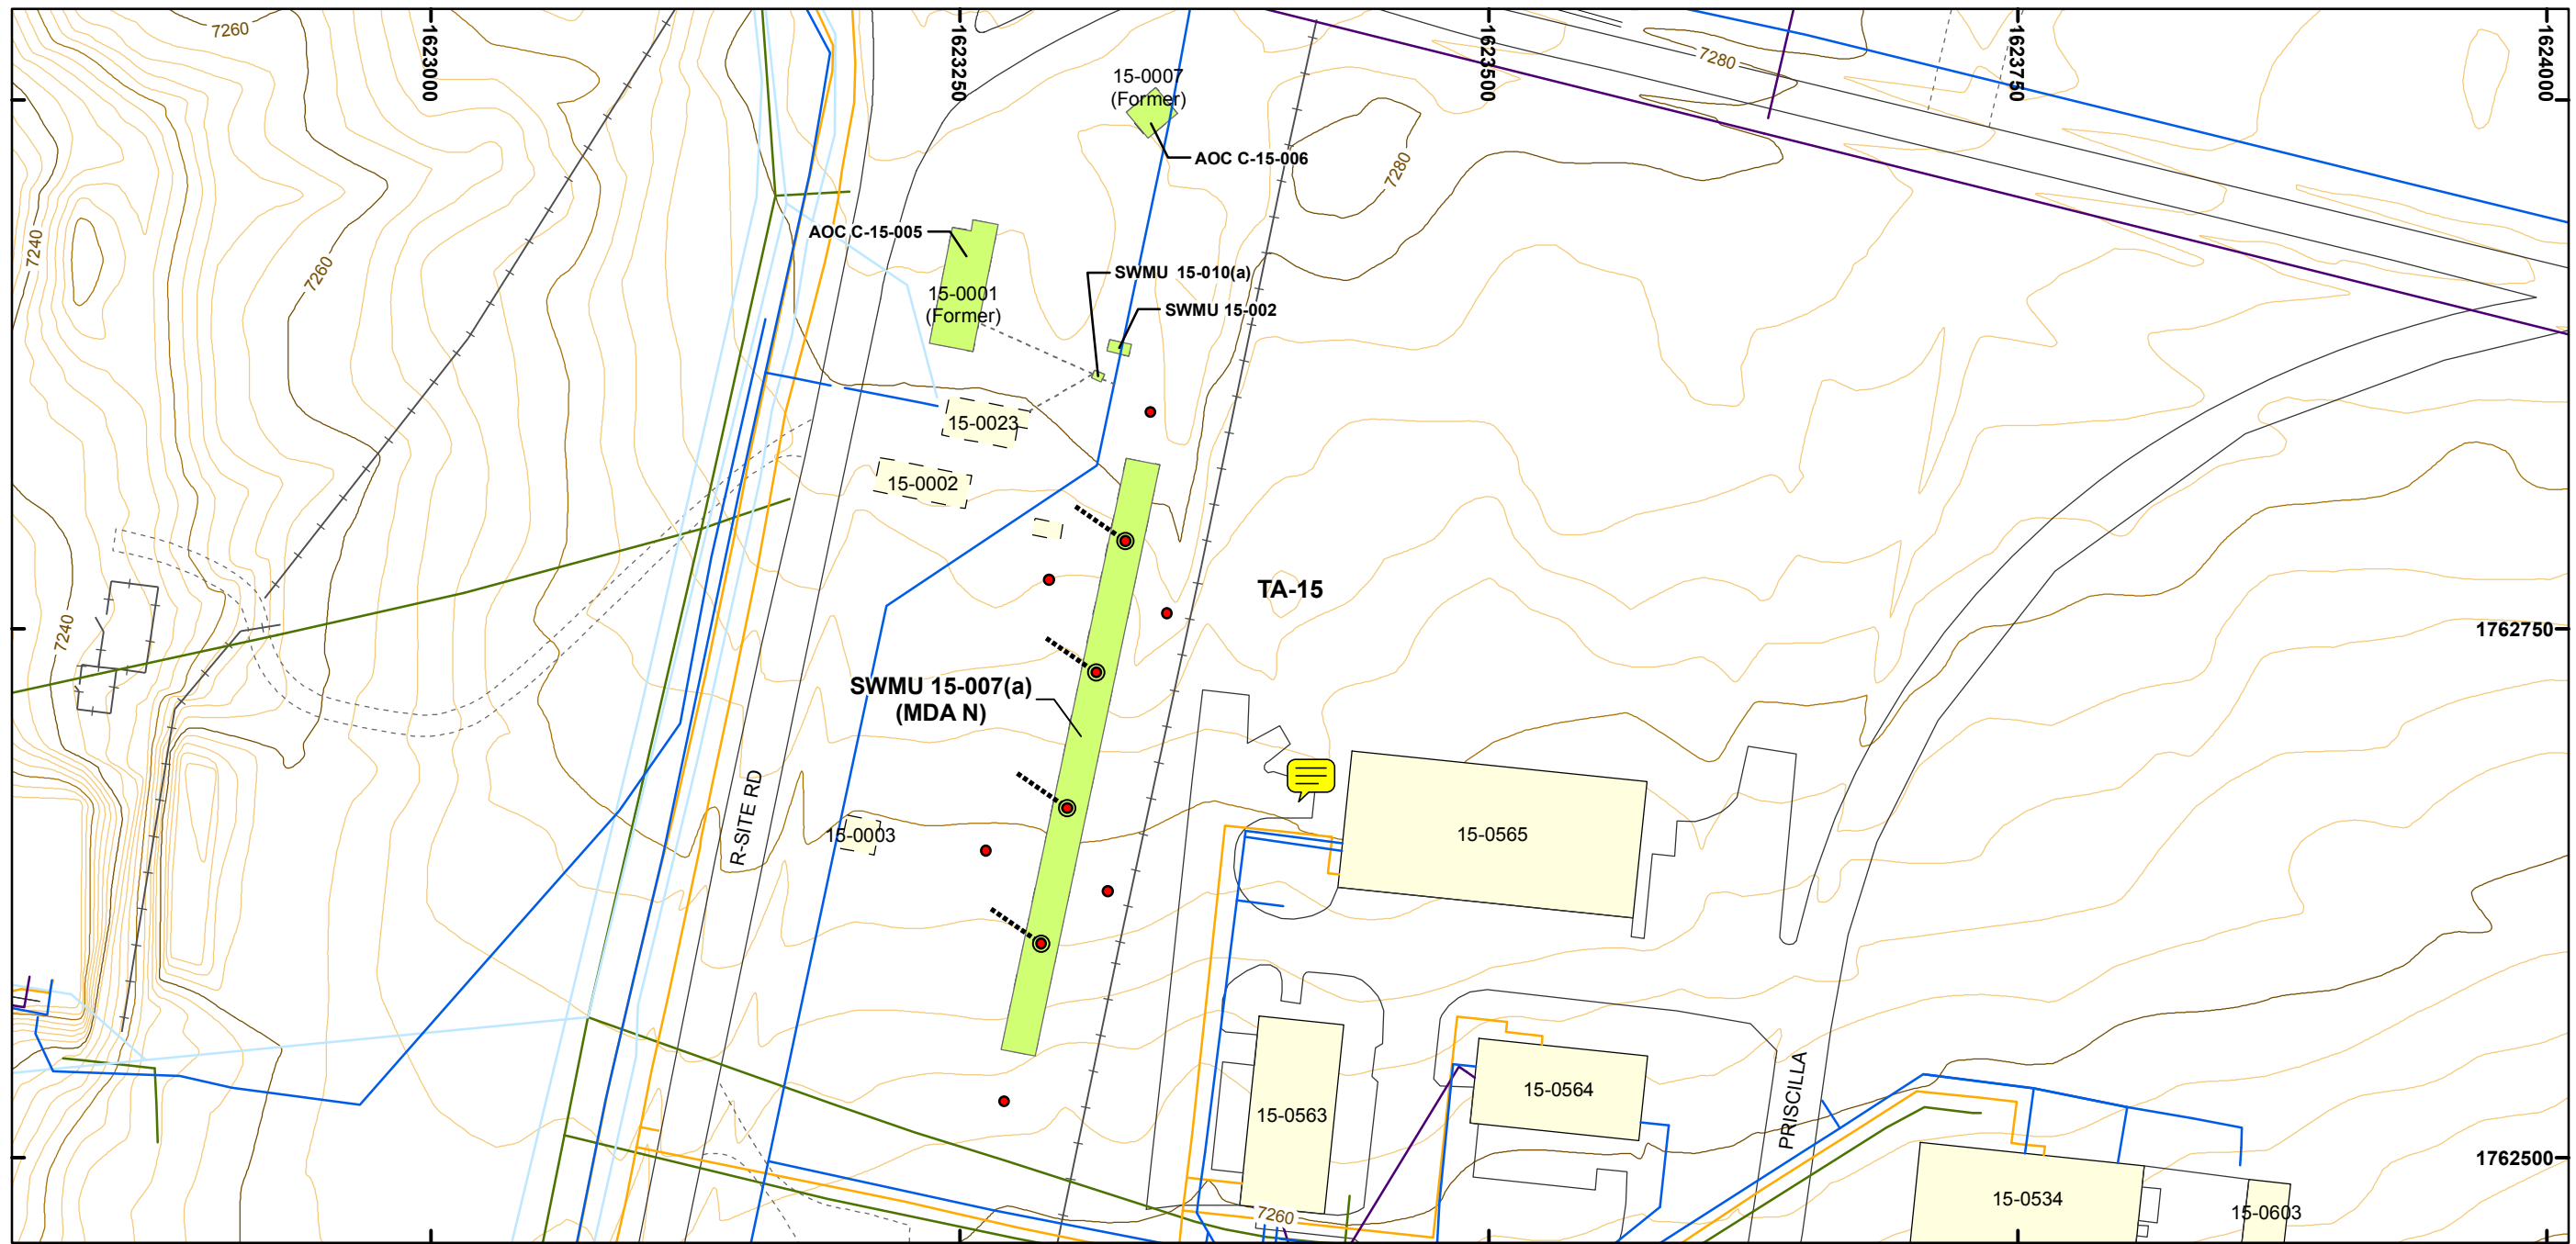 7260
1623000
1623250
1623500
1623750
1624000
7280
15-0007
(Former)
AOC C-15-006
7280
7240
7260
AOC C-15-005
SWMU 15-010(a)
15-0001
(Former)
SWMU 15-002
15-0023
15-0002
TA-15
7240
1762750
SWMU 15-007(a)
(MDA N)
R-SITE RD
15-0003
15-0565
15-0564
15-0563
PRISCILLA
1762500
15-0534
15-0603
7260